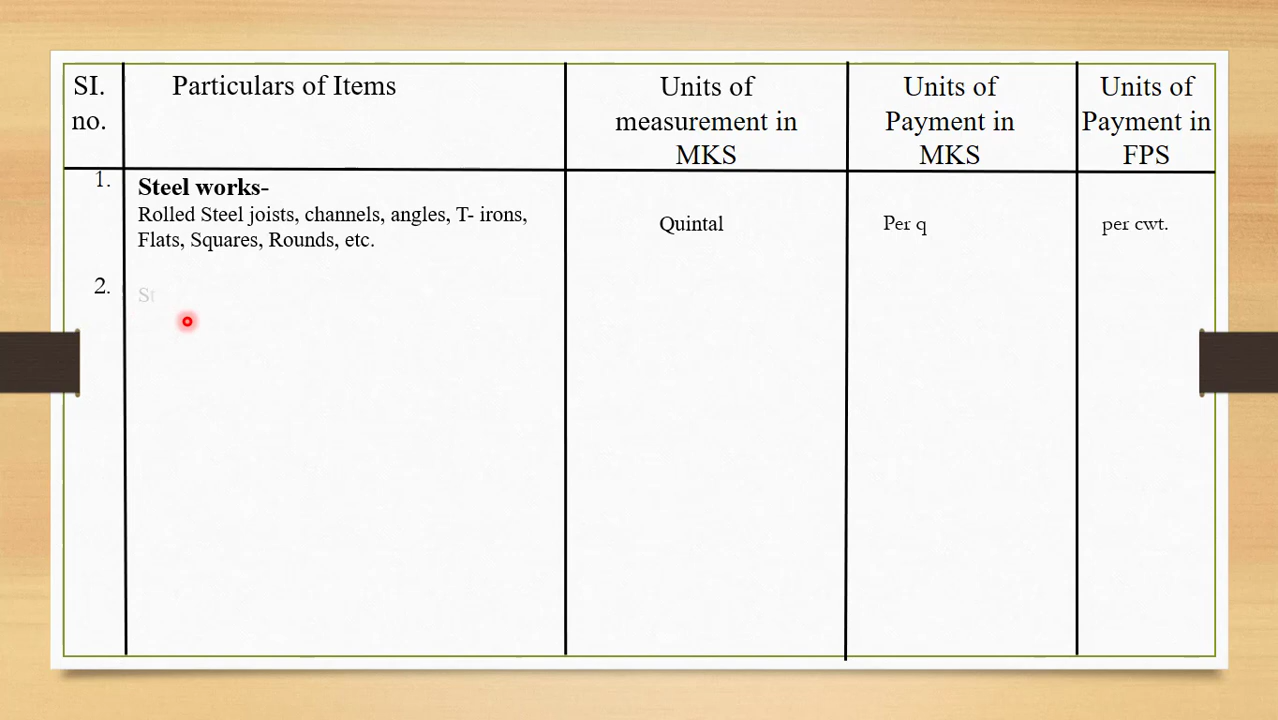 SI. no.
Particulars of Items
Units of measurement in MKS
Units of Payment in MKS
Units of Payment in FPS
1.
Steel works-
Rolled Steel joists, channels, angles, T- irons,
Flats, Squares, Rounds, etc.
Quintal
Per q
per cwt.
2.
St